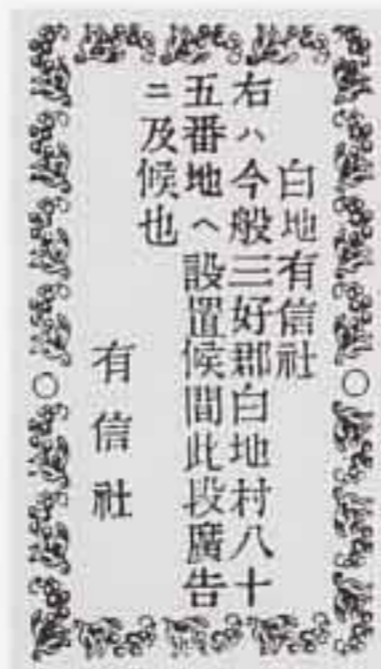 白地有信社
右ハ今般三好郡白地村八十
五番地ヘ設置候間此段廣告
ニ及候也
有信社